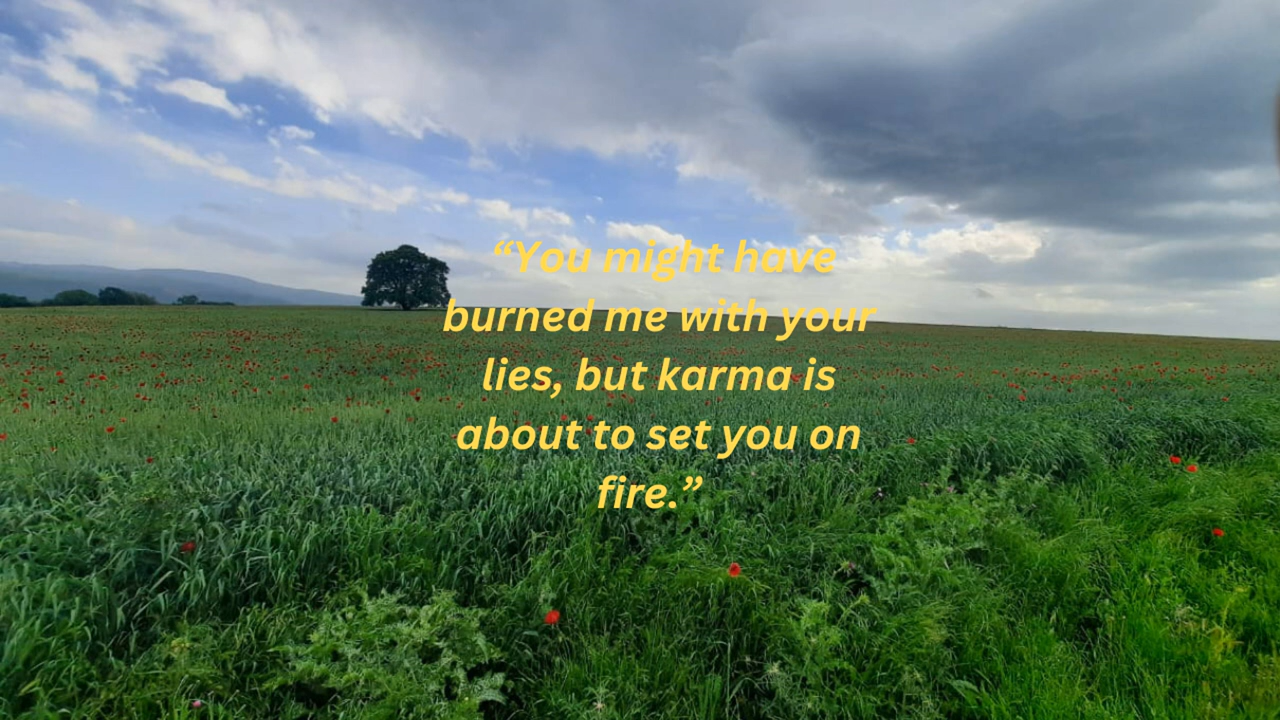 “You might have
burned me with your
lies, but karma is
about to set you on
fire.”